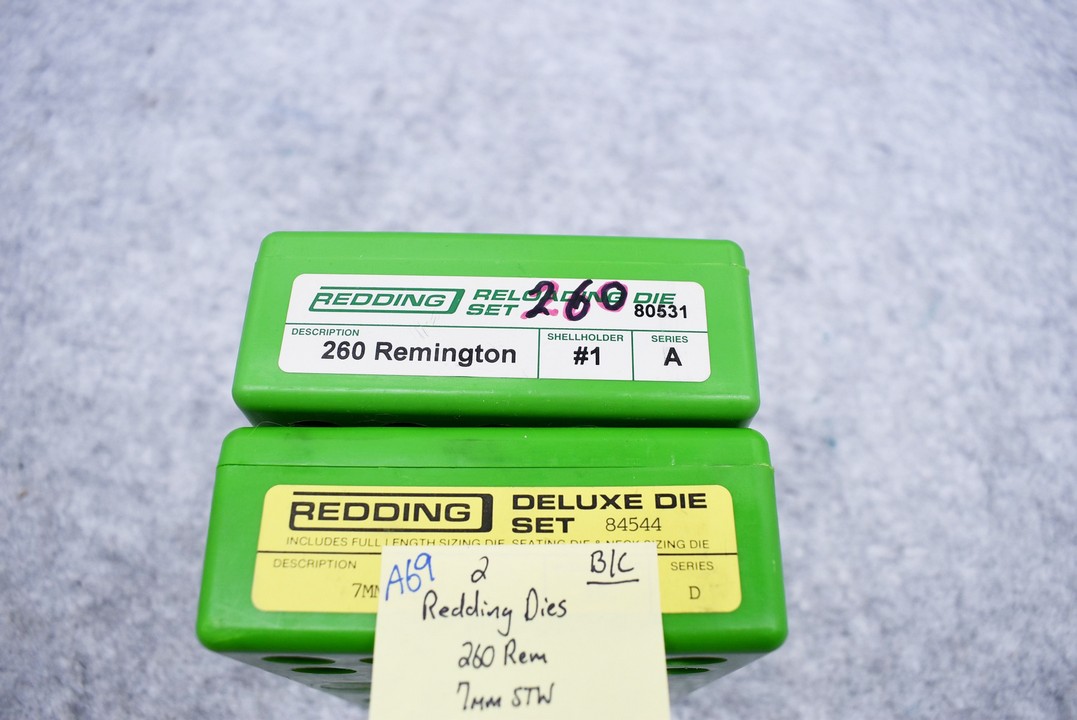 REDDING RELOADING DIE
SET 260 80531
DESCRIPTION SHELLHOLDER SERIES
260 Remington #1 A
REDDING DELUXE DIE
SET 84544
INCLUDES FULL LENGTH SIZING DIE, SEATING DIE & NECK SIZING DIE
DESCRIPTION SERIES
7MM D
A69 2 B/C
Redding Dies
260 Rem
7mm STW